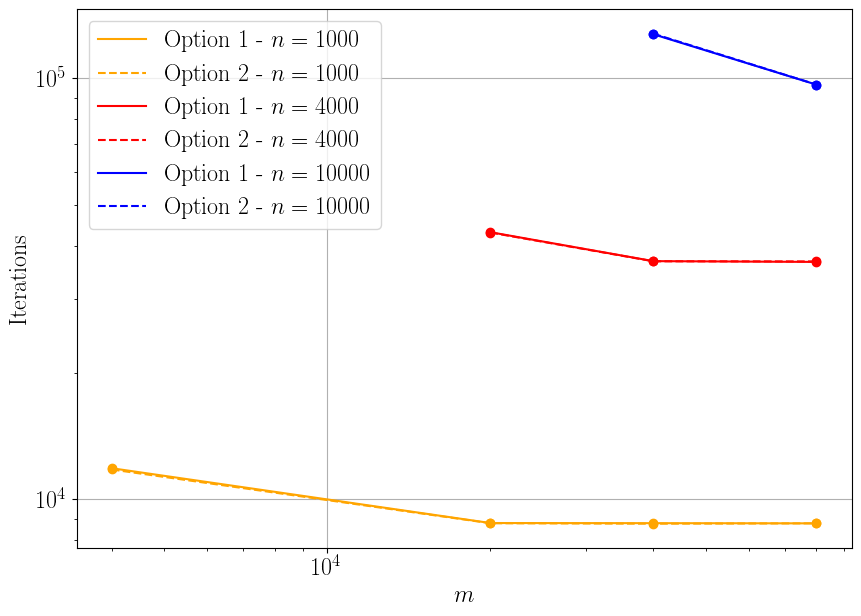 Option 1 - n = 1000
Option 2 - n = 1000
Option 1 - n = 4000
Option 2 - n = 4000
Option 1 - n = 10000
Option 2 - n = 10000
10^5
10^4
Iterations
10^4
m